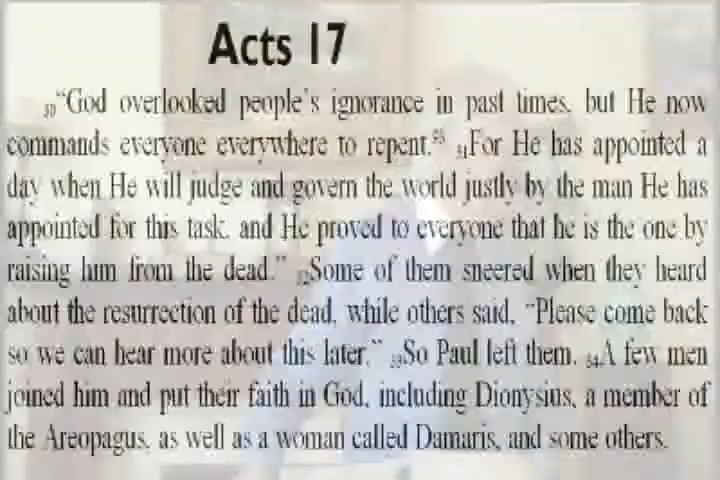 Acts 17
30“God overlooked people’s ignorance in past times, but He now
commands everyone everywhere to repent. 31For He has appointed a
day when He will judge and govern the world justly by the man He has
appointed for this task, and He proved to everyone that he is the one by
raising him from the dead.” 32Some of them sneered when they heard
about the resurrection of the dead, while others said, “Please come back
so we can hear more about this later.” 33So Paul left them. 34A few men
joined him and put their faith in God, including Dionysius, a member of
the Areopagus, as well as a woman called Damaris, and some others.